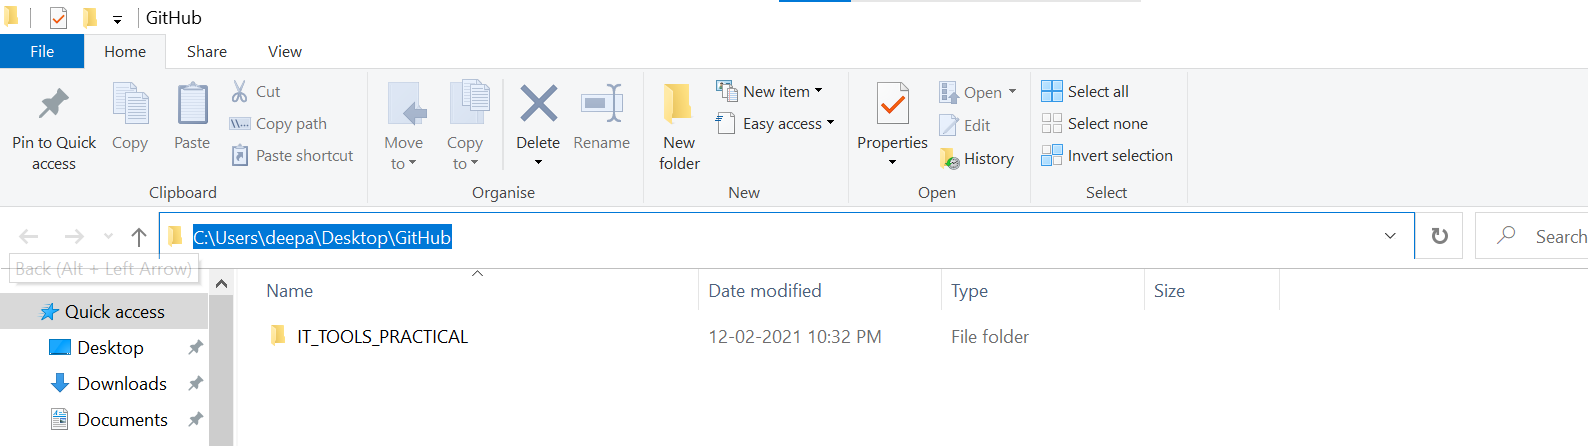 GitHub
File Home Share View
Pin to Quick access
Copy
Paste
Cut
Copy path
Paste shortcut
Clipboard
Move to
Copy to
Delete
Rename
Organise
New folder
New item
Easy access
New
Properties
Open
Edit
History
Open
Select all
Select none
Invert selection
Select
C:\Users\deepa\Desktop\GitHub
Search
Back (Alt + Left Arrow)
Quick access
Desktop
Downloads
Documents
Name Date modified Type Size
IT_TOOLS_PRACTICAL 12-02-2021 10:32 PM File folder